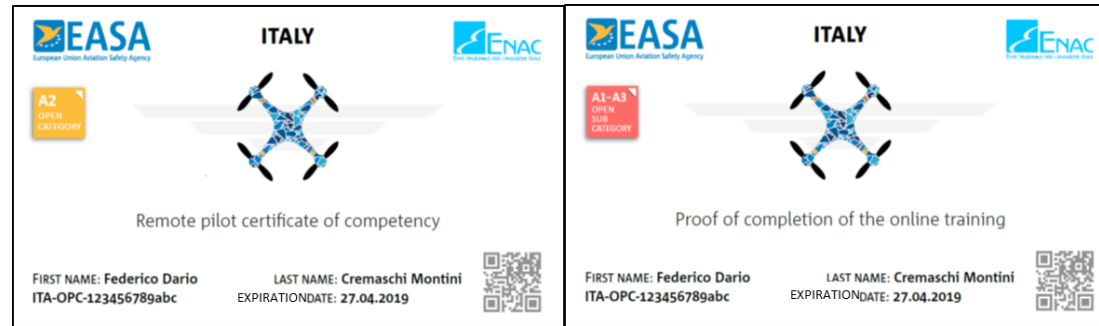 EASA
European Union Aviation Safety Agency
ITALY
ENAC
A2
OPEN
CATEGORY
Remote pilot certificate of competency
FIRST NAME: Federico Dario
LAST NAME: Cremaschi Montini
ITA-OPC-123456789abc
EXPIRATIONDATE: 27.04.2019
EASA
European Union Aviation Safety Agency
ITALY
ENAC
A1-A3
OPEN
SUB
CATEGORY
Proof of completion of the online training
FIRST NAME: Federico Dario
LAST NAME: Cremaschi Montini
ITA-OPC-123456789abc
EXPIRATIONDATE: 27.04.2019